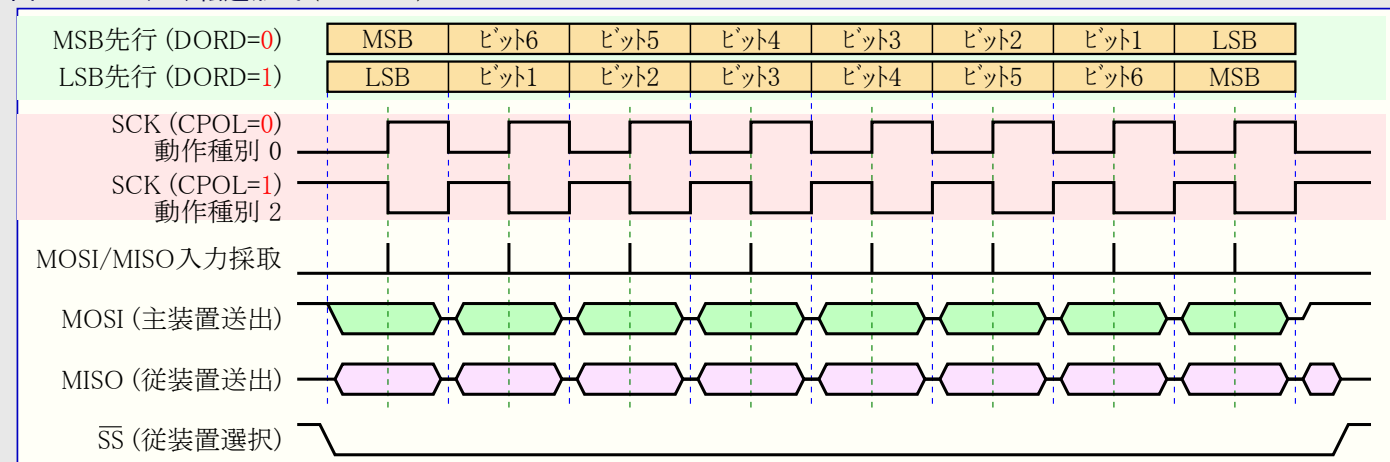 MSB先行 (DORD=0) MSB ビット6 ビット5 ビット4 ビット3 ビット2 ビット1 LSB
LSB先行 (DORD=1) LSB ビット1 ビット2 ビット3 ビット4 ビット5 ビット6 MSB
SCK (CPOL=0)
動作種別 0
SCK (CPOL=1)
動作種別 2
MOSI/MISO入力採取
MOSI (主装置送出)
MISO (従装置送出)
SS (従装置選択)